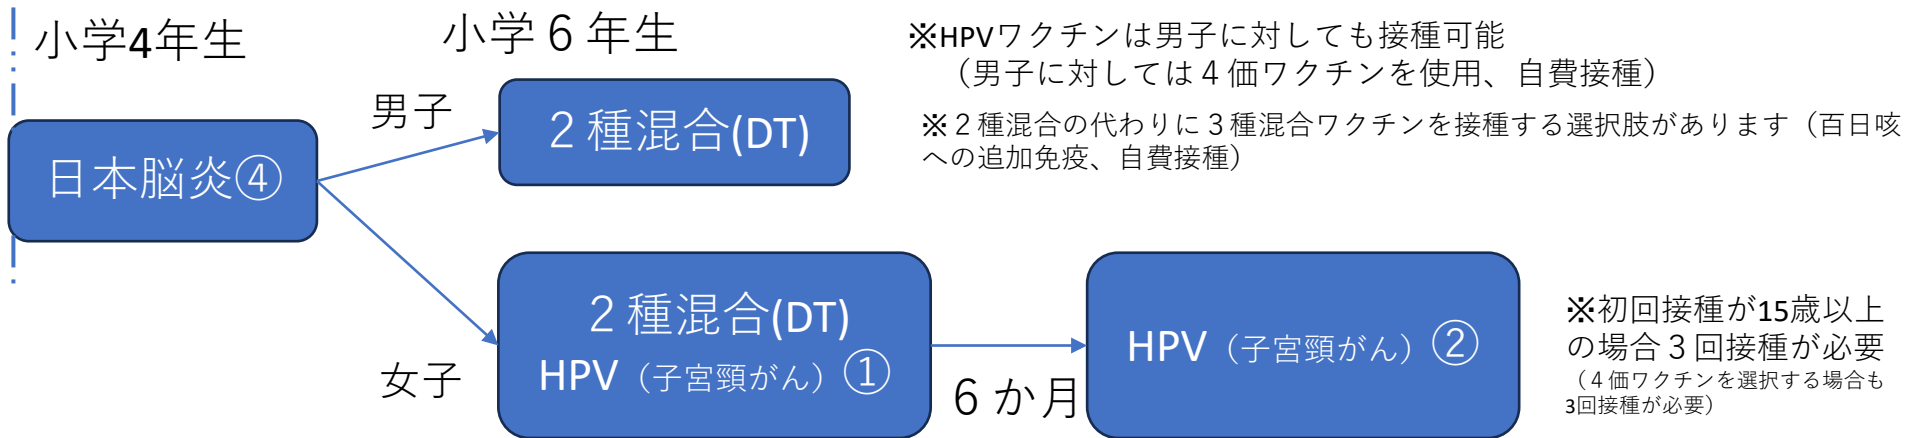 小学4年生
日本脳炎④
小学６年生
男子
２種混合(DT)
※HPVワクチンは男子に対しても接種可能
（男子に対しては４価ワクチンを使用、自費接種）
※２種混合の代わりに３種混合ワクチンを接種する選択肢があります（百日咳
への追加免疫、自費接種）
女子
２種混合(DT)
HPV（子宮頸がん）①
６か月
HPV（子宮頸がん）②
※初回接種が15歳以上
の場合３回接種が必要
（４価ワクチンを選択する場合も
3回接種が必要）